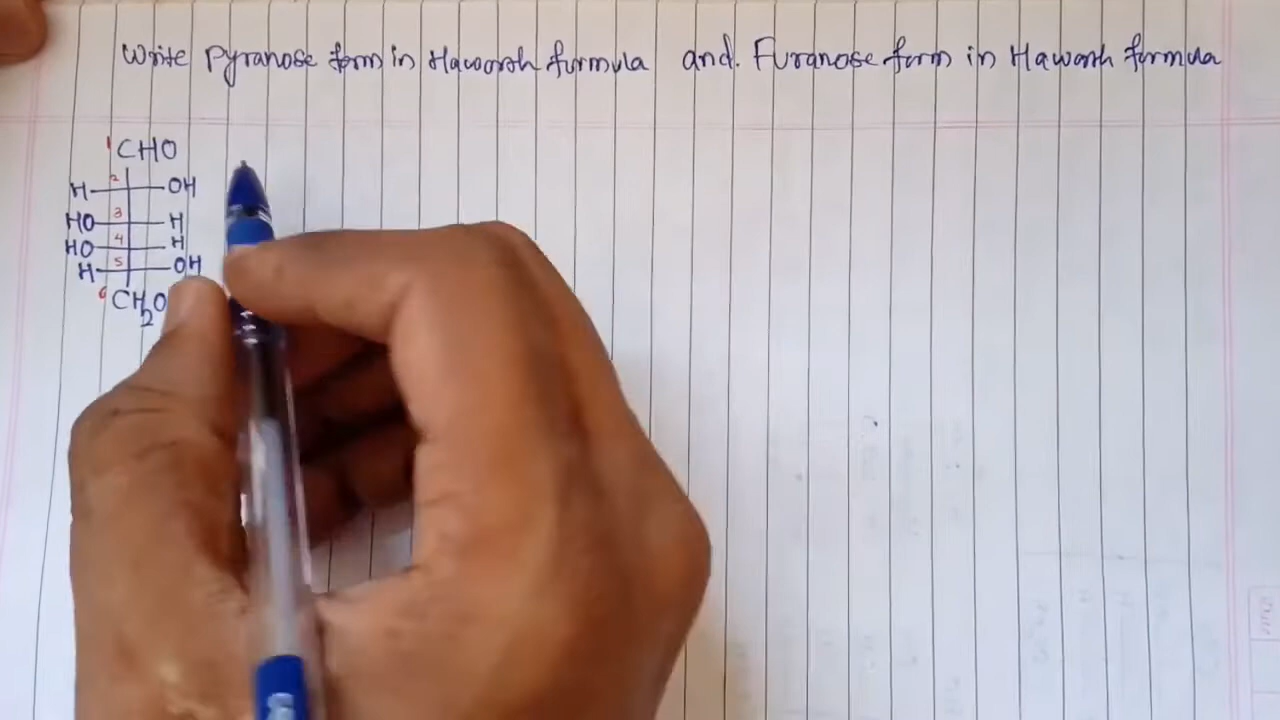 Write Pyranose form in Haworth formula and. Furanose form in Haworth formula
1 CHO
H 2 OH
HO 3 H
HO 4 H
H 5 OH
6 CH2O